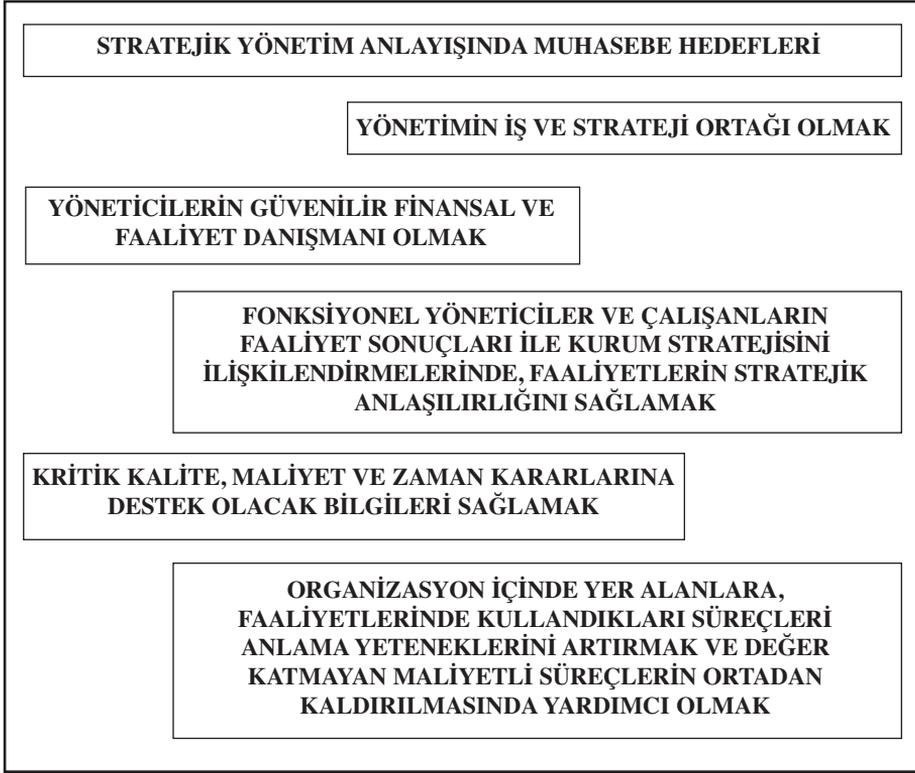 STRATEJİK YÖNETİM ANLAYIŞINDA MUHASEBE HEDEFLERİ
YÖNETİMİN İŞ VE STRATEJİ ORTAĞI OLMAK
YÖNETİCİLERİN GÜVENİLİR FİNANSAL VE
FAALİYET DANIŞMANI OLMAK
FONKSİYONEL YÖNETİCİLER VE ÇALIŞANLARIN
FAALİYET SONUÇLARI İLE KURUM STRATEJİSİNİ
İLİŞKİLENDİRMELERİNDE, FAALİYETLERİN STRATEJİK
ANLAŞILIRLIĞINI SAĞLAMAK
KRİTİK KALİTE, MALİYET VE ZAMAN KARARLARINA
DESTEK OLACAK BİLGİLERİ SAĞLAMAK
ORGANİZASYON İÇİNDE YER ALANLARA,
FAALİYETLERİNDE KULLANDIKLARI SÜREÇLERİ
ANLAMA YETENEKLERİNİ ARTIRMAK VE DEĞER
KATMAYAN MALİYETLİ SÜREÇLERİN ORTADAN
KALDIRILMASINDA YARDIMCI OLMAK